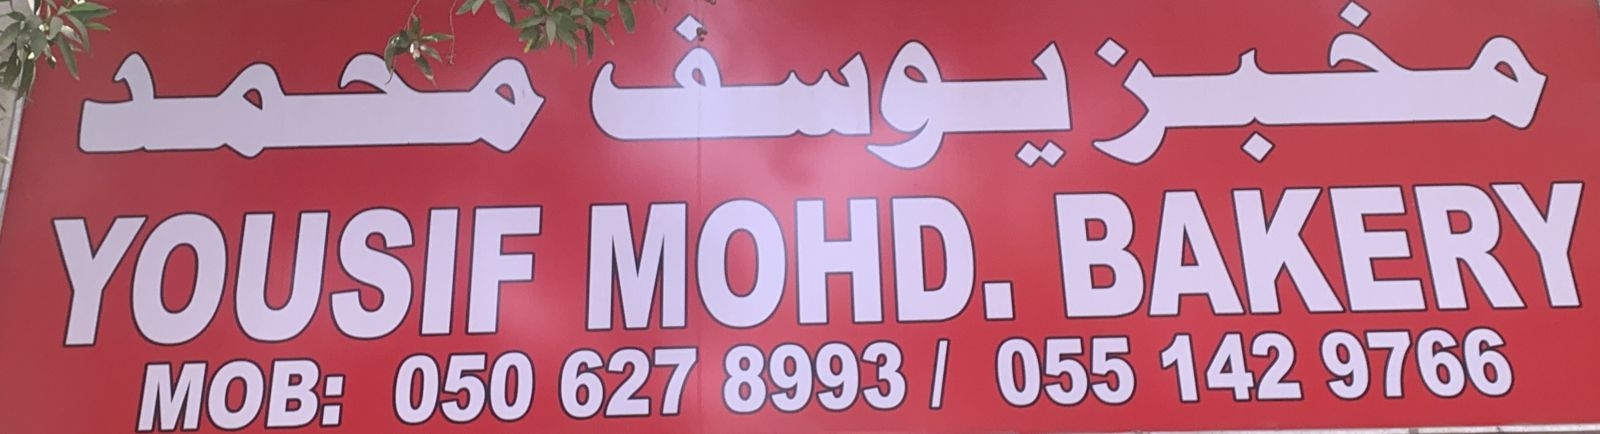 مخبز يوسف محمد
YOUSIF MOHD. BAKERY
MOB: 050 627 8993 / 055 142 9766